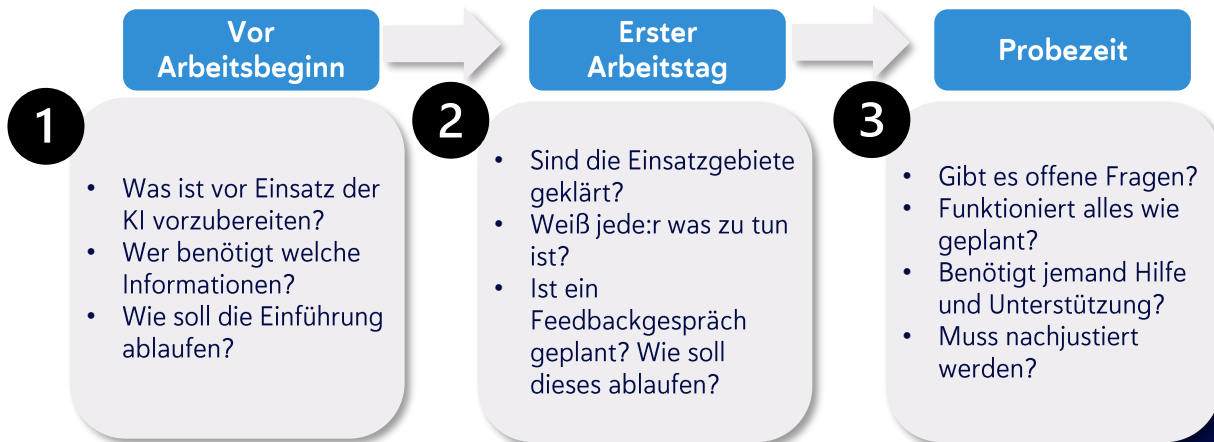 Vor
Arbeitsbeginn
1
• Was ist vor Einsatz der
KI vorzubereiten?
• Wer benötigt welche
Informationen?
• Wie soll die Einführung
ablaufen?
Erster
Arbeitstag
2
• Sind die Einsatzgebiete
geklärt?
• Weiß jede:r was zu tun
ist?
• Ist ein
Feedbackgespräch
geplant? Wie soll
dieses ablaufen?
Probezeit
3
• Gibt es offene Fragen?
• Funktioniert alles wie
geplant?
• Benötigt jemand Hilfe
und Unterstützung?
• Muss nachjustiert
werden?